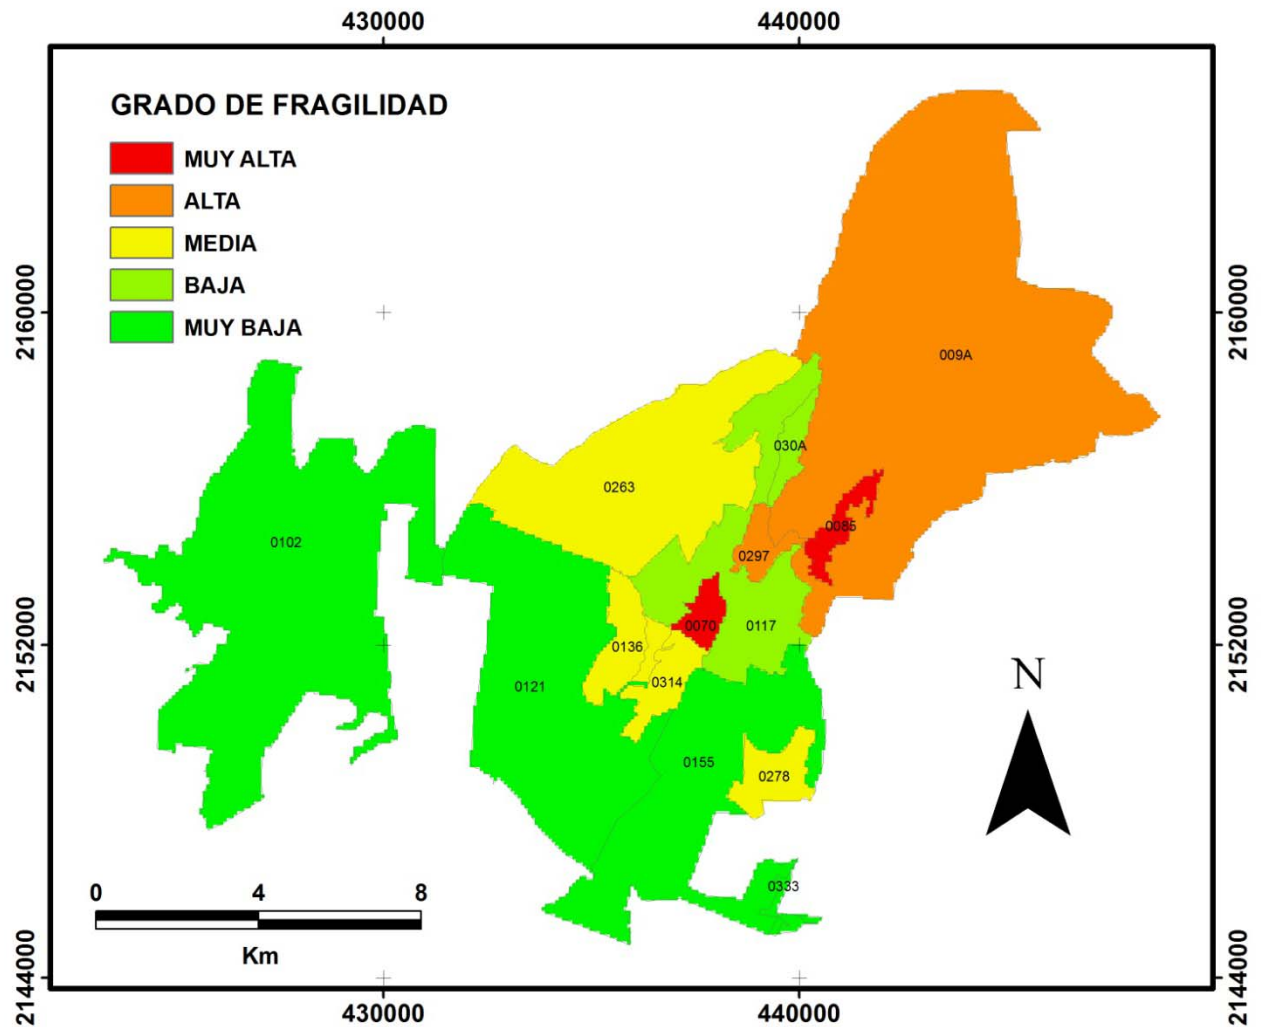 430000 440000
GRADO DE FRAGILIDAD
MUY ALTA
ALTA
MEDIA
BAJA
MUY BAJA
2160000
2160000
009A
030A
0263
0085
0102
0297
0070
0117
2152000
2152000
0136
0314
0121
N
0155
0278
0333
0 4 8
Km
2144000
2144000
430000 440000